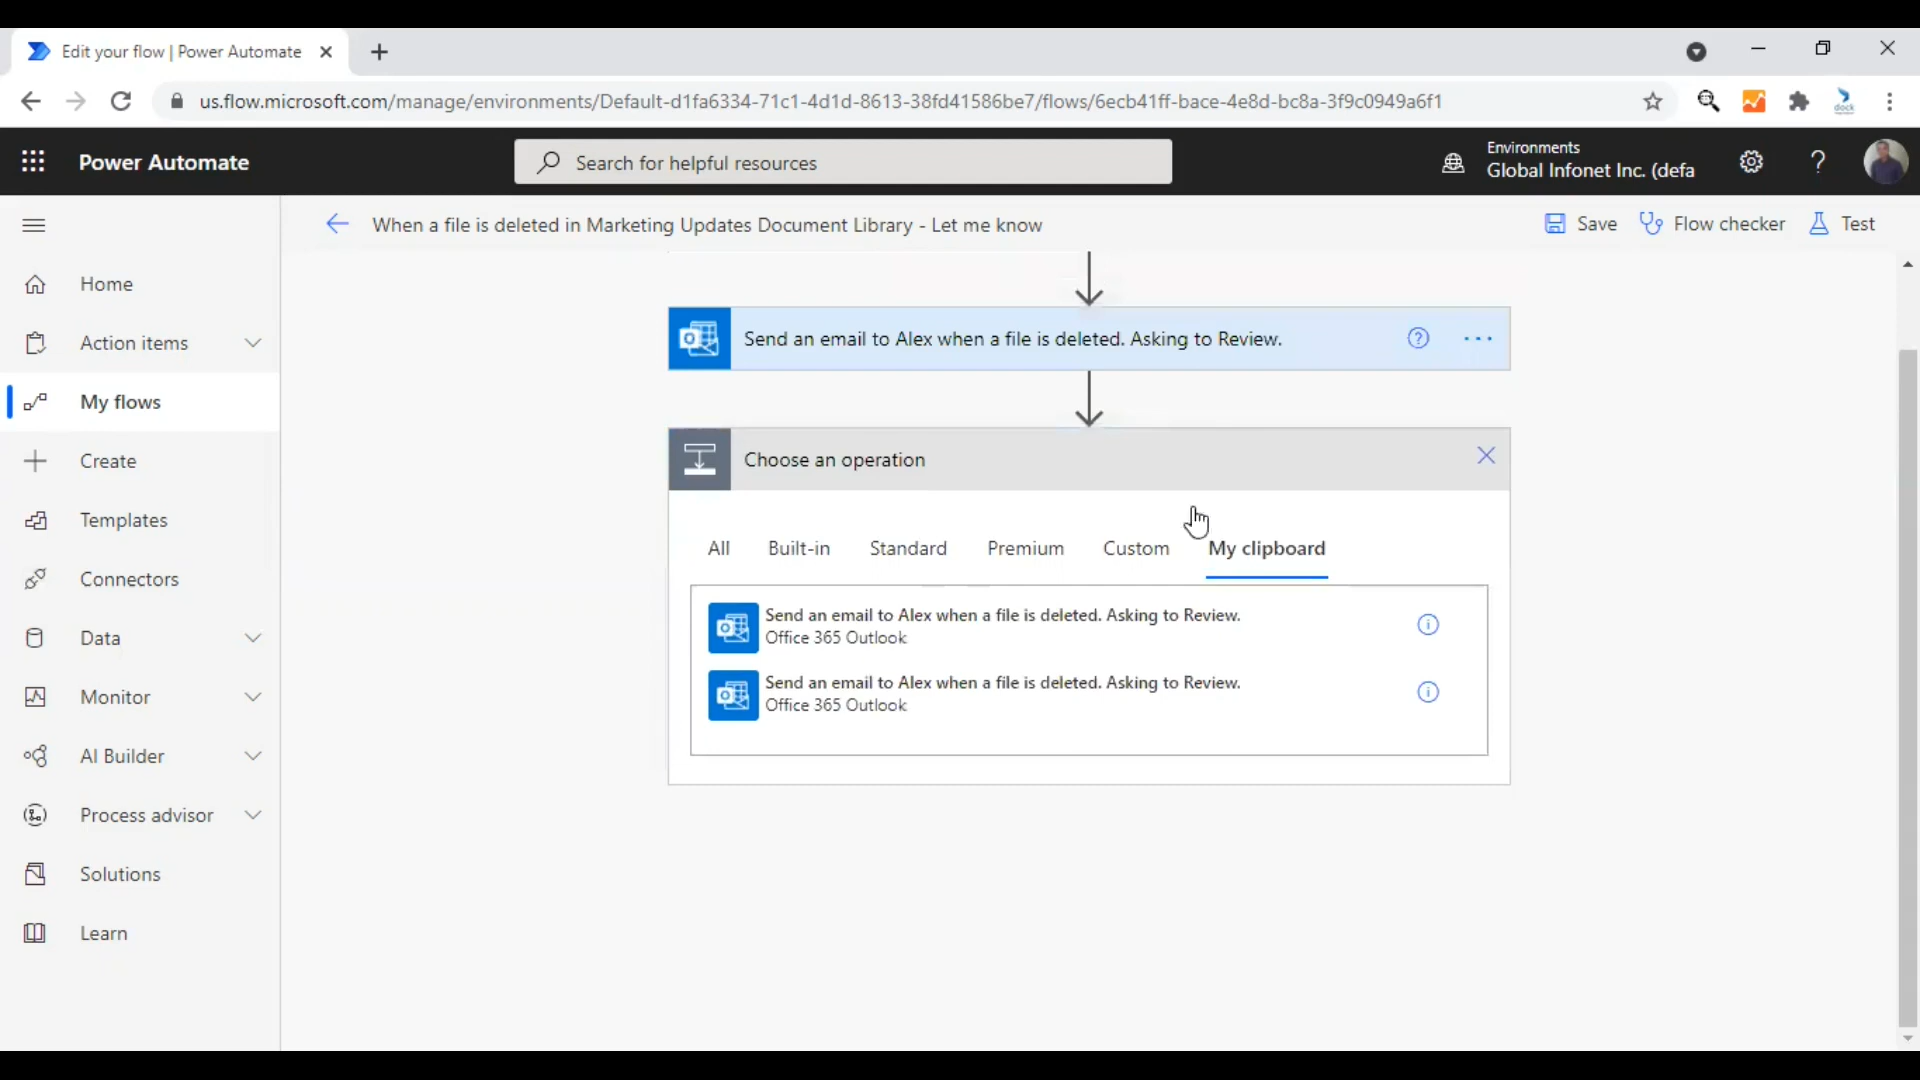 Edit your flow | Power Automate
us.flow.microsoft.com/manage/environments/Default-d1fa6334-71c1-4d1d-8613-38fd41586be7/flows/6ecb41ff-bace-4e8d-bc8a-3f9c0949a6f1
dock
Power Automate
Search for helpful resources
Environments
Global Infonet Inc. (defa
When a file is deleted in Marketing Updates Document Library - Let me know
Save
Flow checker
Test
Home
Action items
My flows
Create
Templates
Connectors
Data
Monitor
AI Builder
Process advisor
Solutions
Learn
Send an email to Alex when a file is deleted. Asking to Review.
Choose an operation
All
Built-in
Standard
Premium
Custom
My clipboard
Send an email to Alex when a file is deleted. Asking to Review.
Office 365 Outlook
Send an email to Alex when a file is deleted. Asking to Review.
Office 365 Outlook